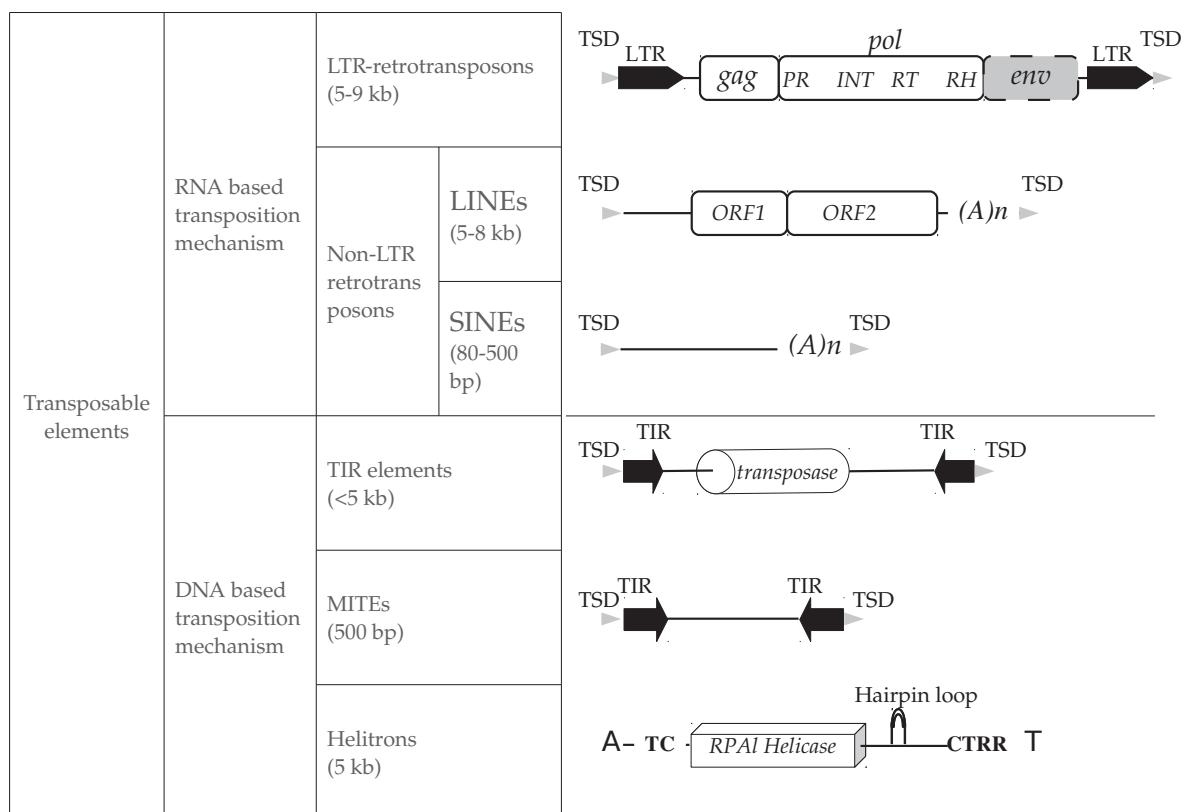 TSD LTR pol LTR TSD
LTR-retrotransposons
(5-9 kb)
gag PR INT RT RH env
RNA based
transposition
mechanism
Non-LTR
retrotrans
posons
LINEs
(5-8 kb)
TSD TSD
ORF1 ORF2 (A)n
SINEs
(80-500
bp)
TSD TSD
(A)n
Transposable
elements
TIR elements
(<5 kb)
TSD TIR TIR TSD
transposase
DNA based
transposition
mechanism
MITEs
(500 bp)
TSD TIR TIR TSD
Helitrons
(5 kb)
Hairpin loop
A- TC RPAl Helicase CTRR T